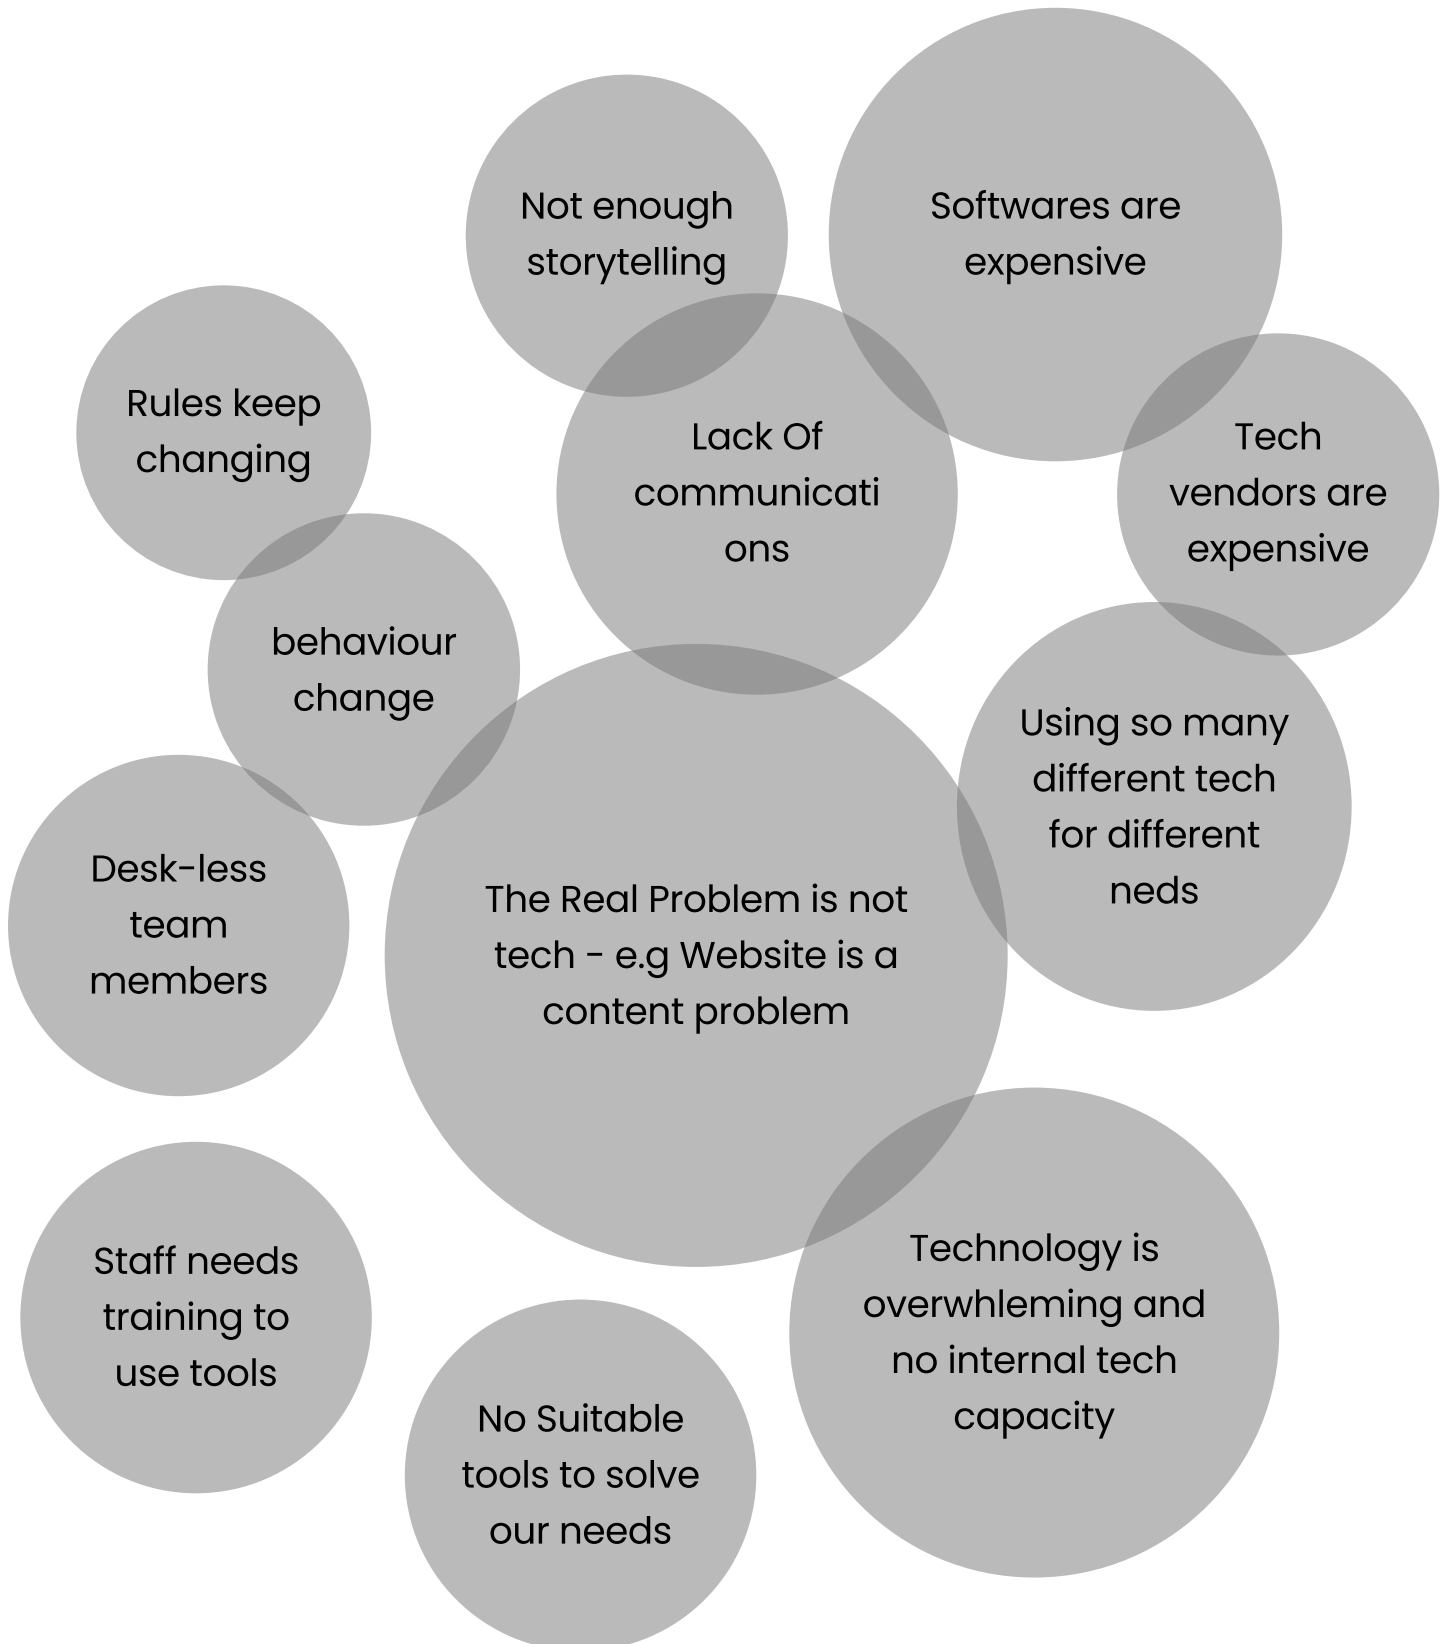 Not enough
storytelling
Softwares are
expensive
Rules keep
changing
Lack Of
communicati
ons
Tech
vendors are
expensive
behaviour
change
Using so many
different tech
for different
neds
Desk-less
team
members
The Real Problem is not
tech - e.g Website is a
content problem
Staff needs
training to
use tools
Technology is
overwhleming and
no internal tech
capacity
No Suitable
tools to solve
our needs